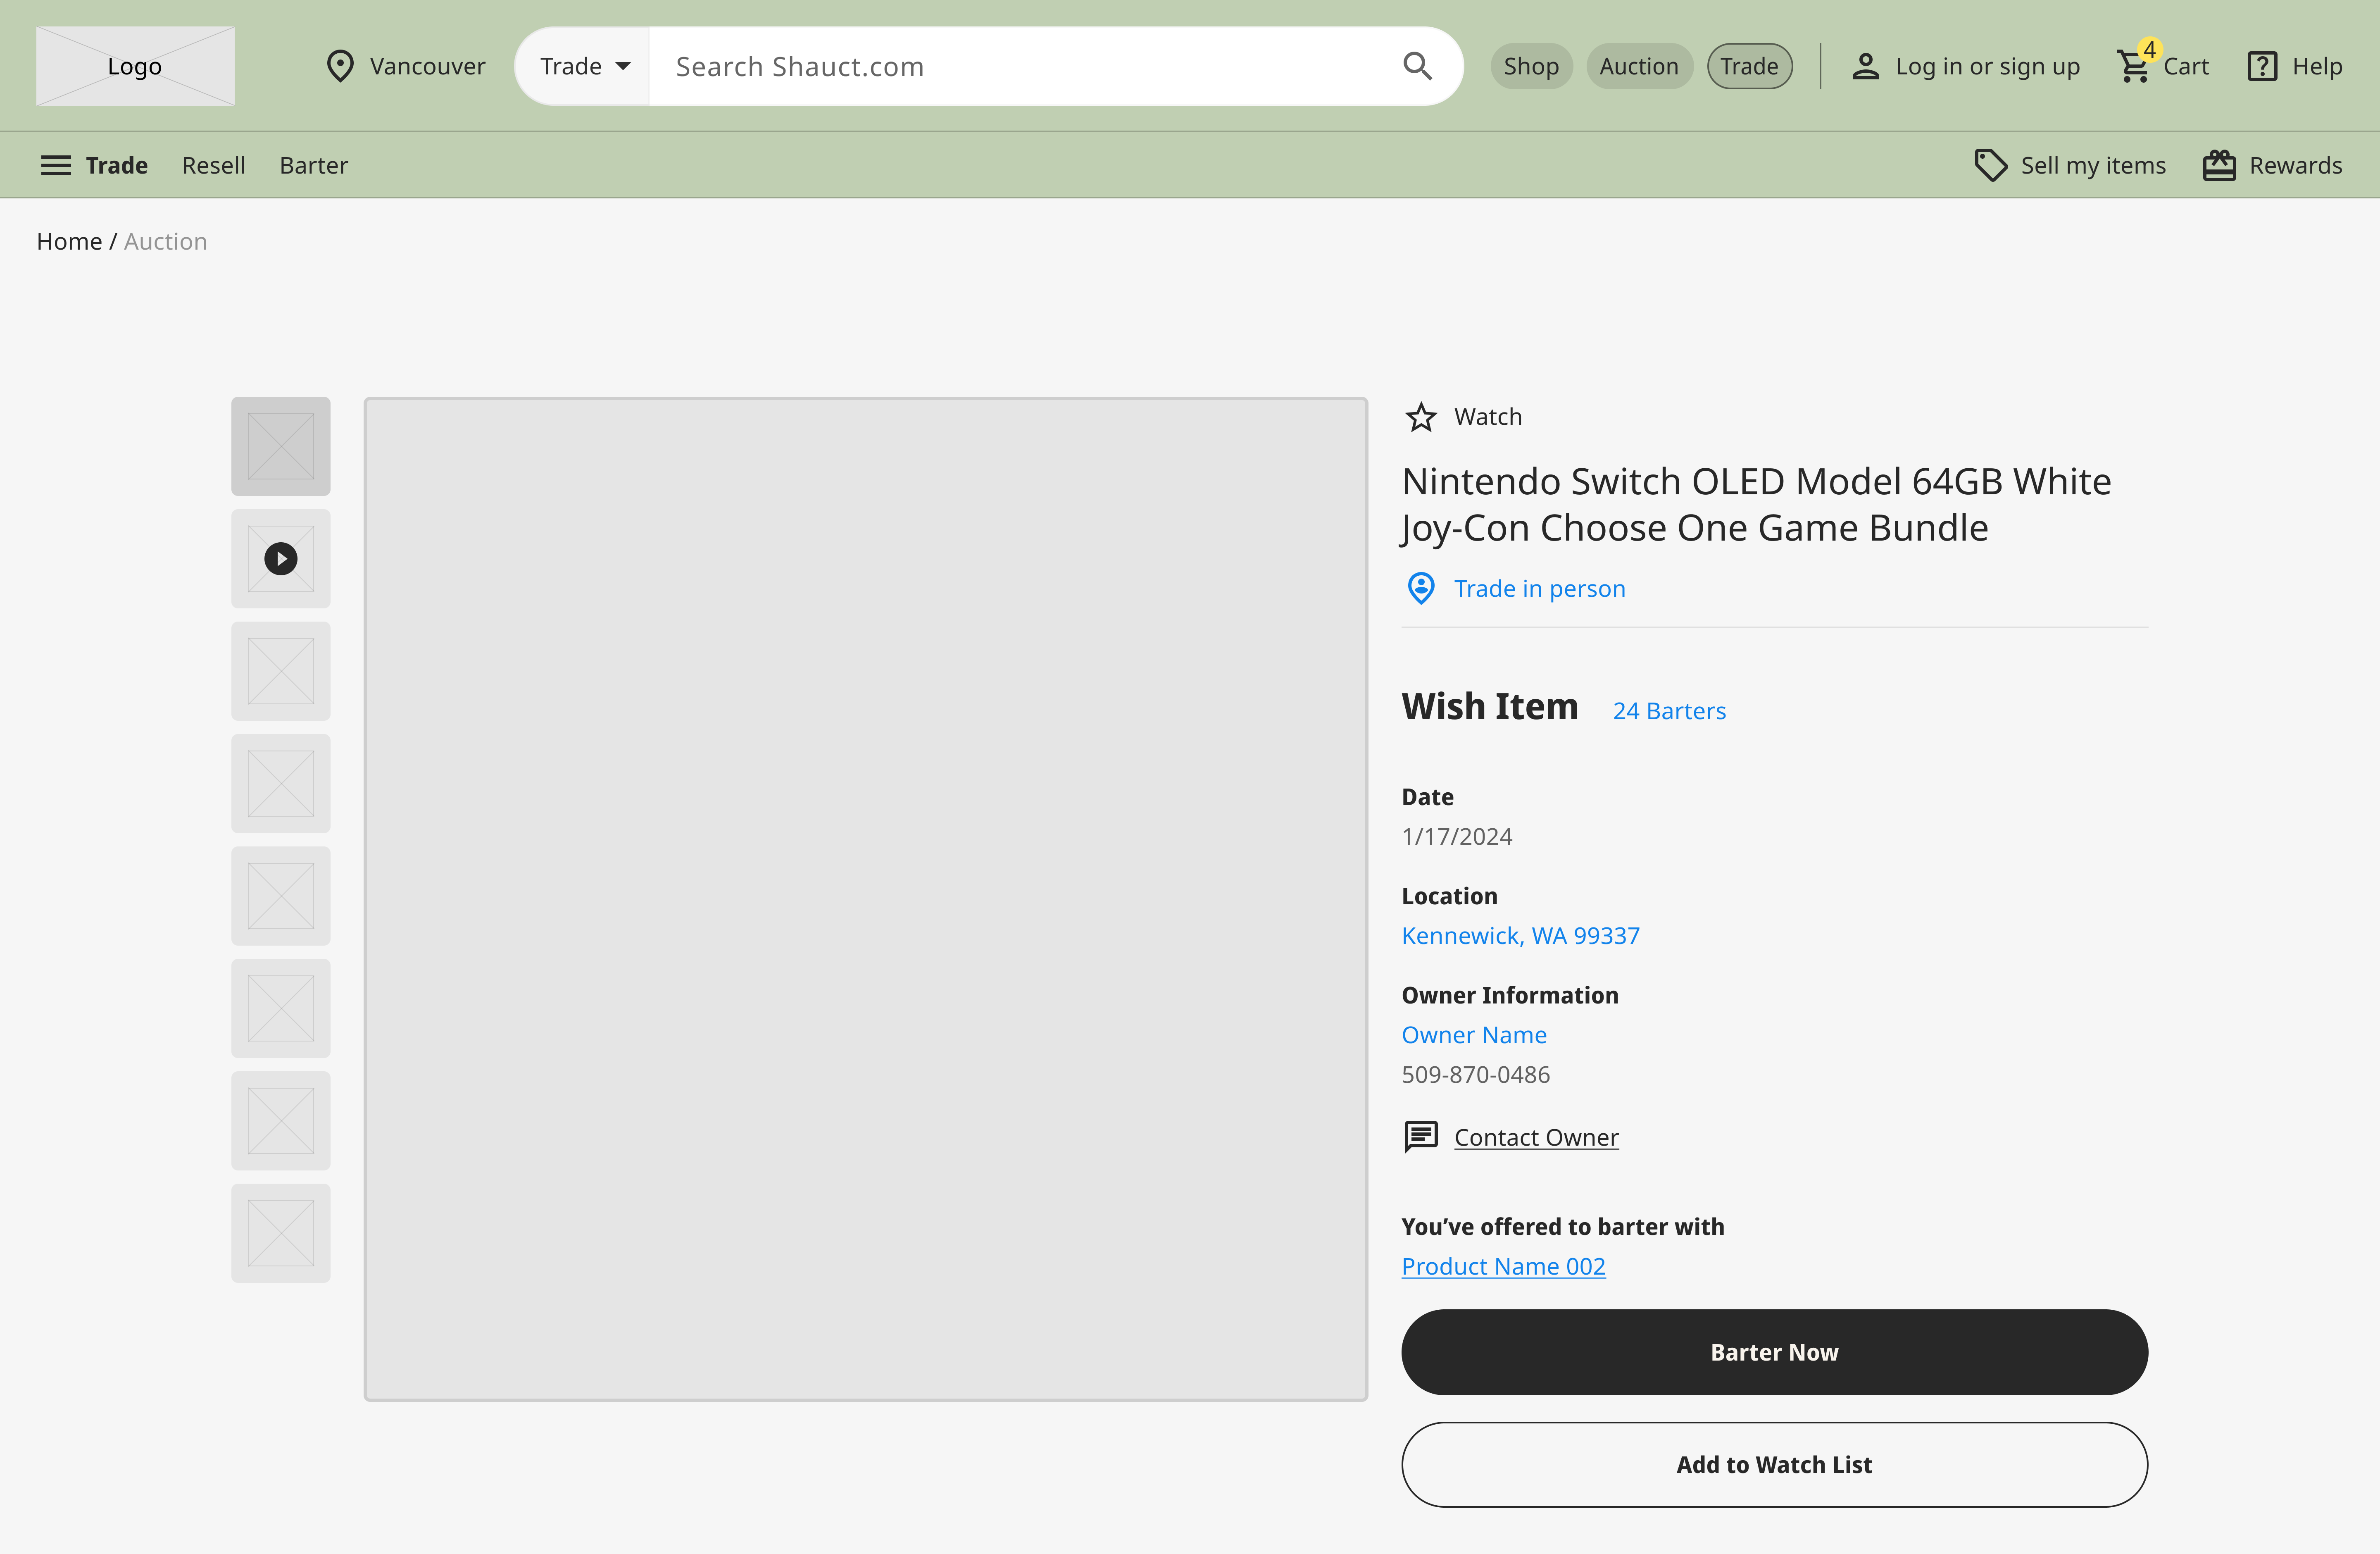 Logo
Vancouver
Trade
Search Shauct.com
Shop
Auction
Trade
Log in or sign up
4
Cart
Help
Trade
Resell
Barter
Sell my items
Rewards
Home / Auction
Watch
Nintendo Switch OLED Model 64GB White
Joy-Con Choose One Game Bundle
Trade in person
Wish Item
24 Barters
Date
1/17/2024
Location
Kennewick, WA 99337
Owner Information
Owner Name
509-870-0486
Contact Owner
You’ve offered to barter with
Product Name 002
Barter Now
Add to Watch List